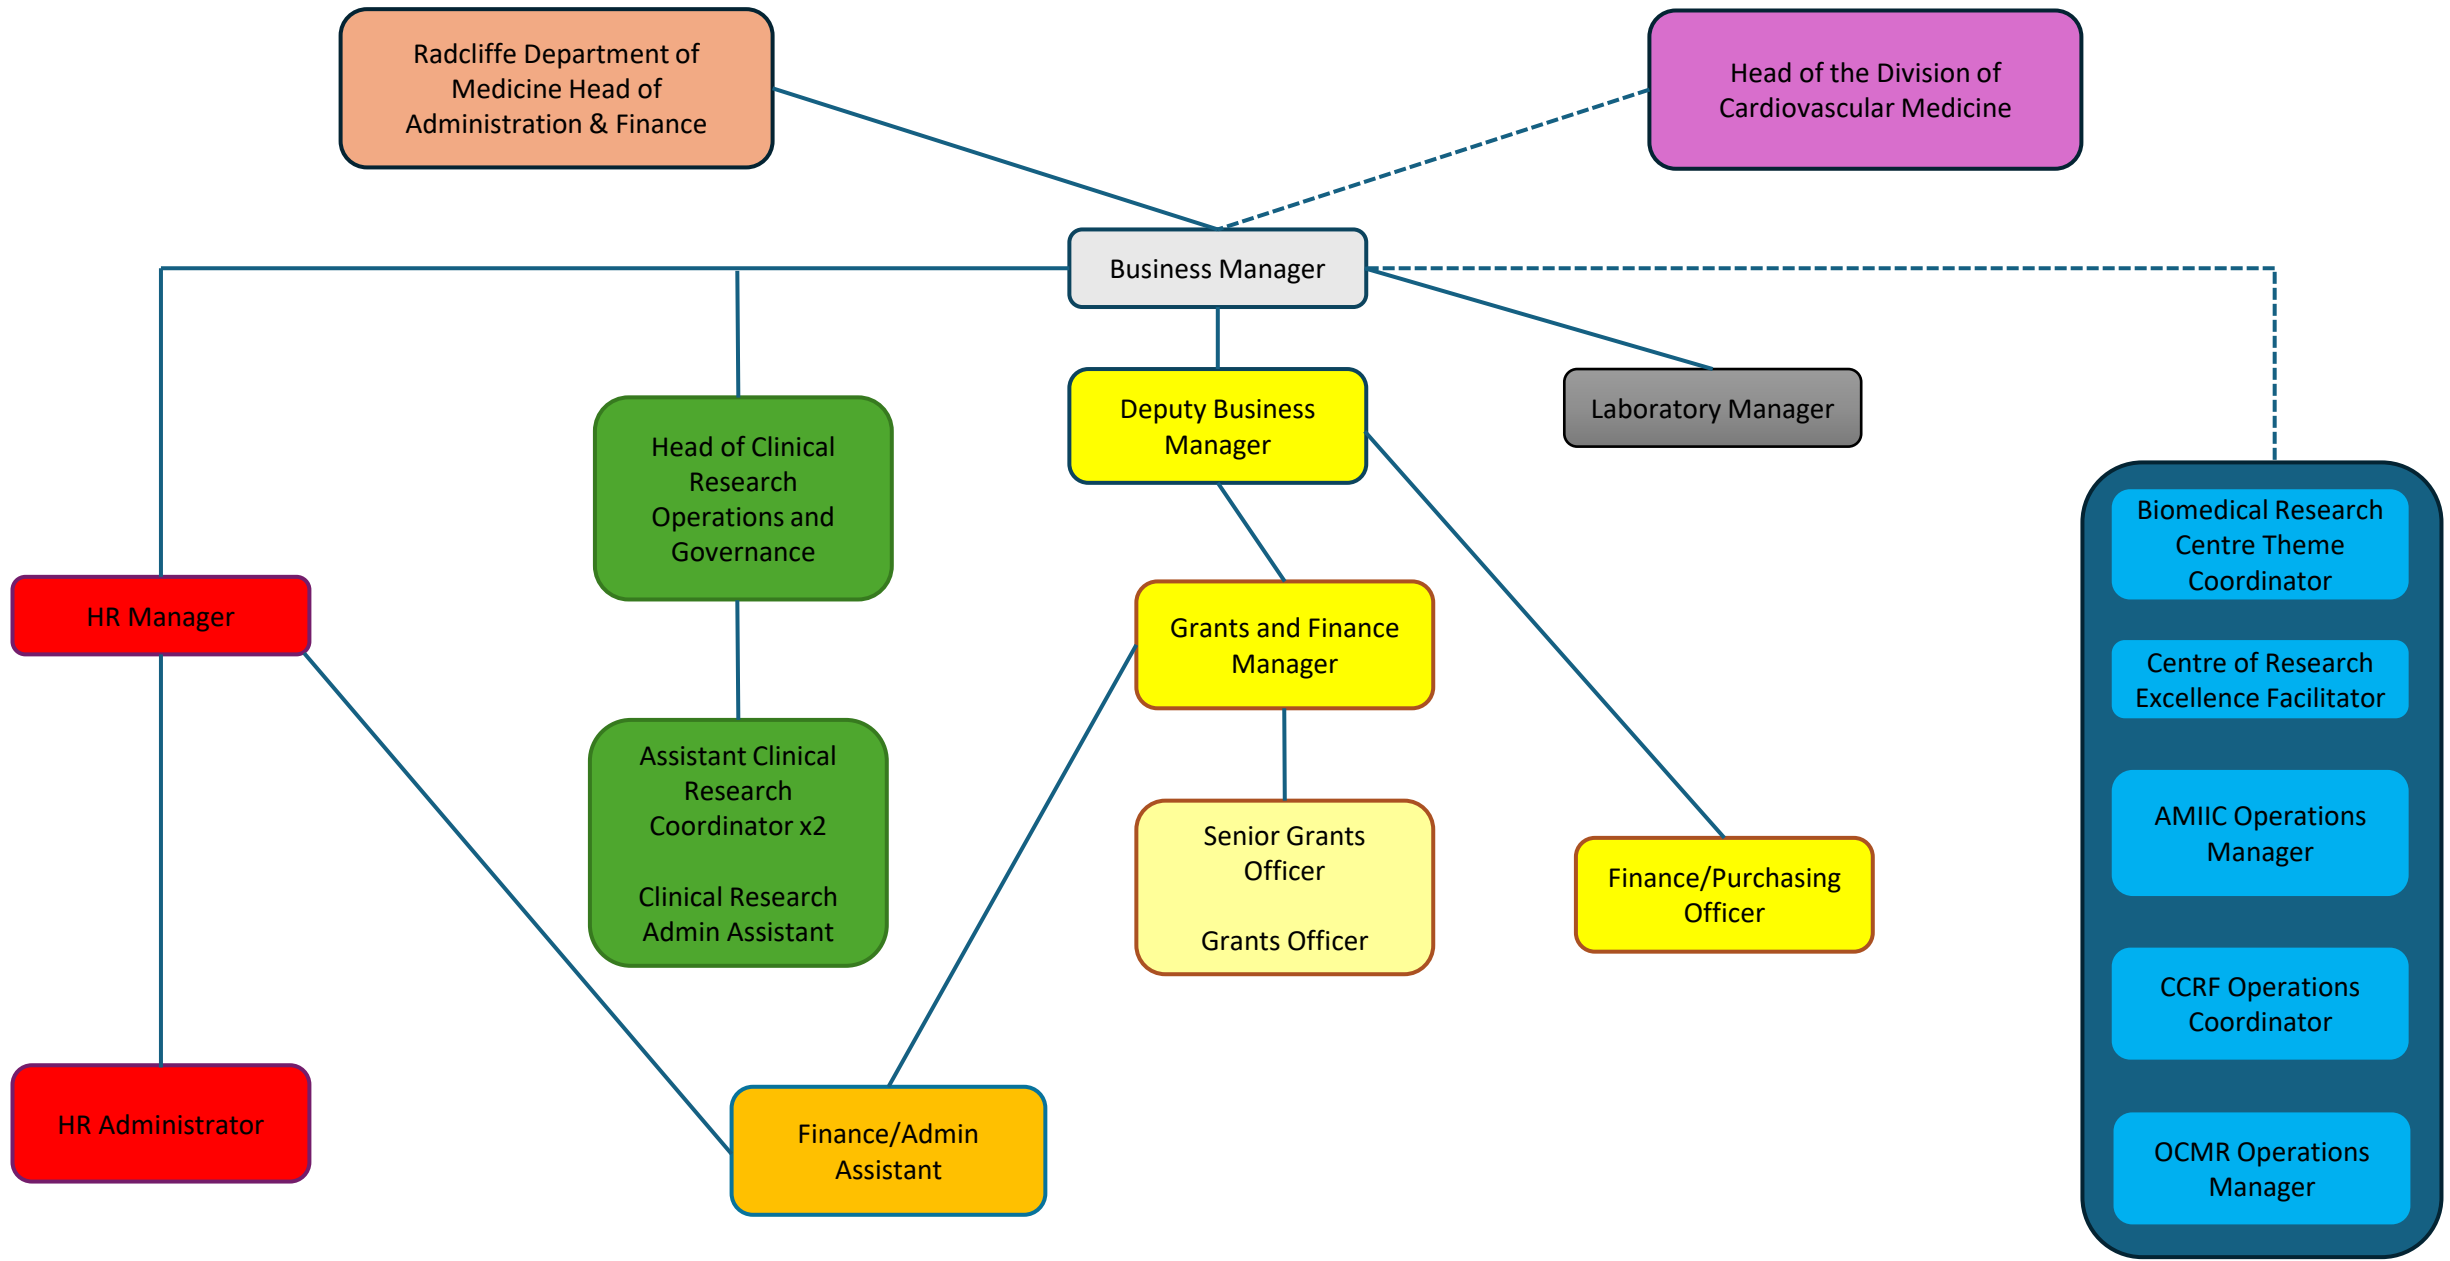 Radcliffe Department of
Medicine Head of
Administration & Finance
Head of the Division of
Cardiovascular Medicine
Business Manager
Deputy Business
Manager
Laboratory Manager
Head of Clinical
Research
Operations and
Governance
HR Manager
Grants and Finance
Manager
Assistant Clinical
Research
Coordinator x2
Clinical Research
Admin Assistant
Senior Grants
Officer
Grants Officer
Finance/Purchasing
Officer
HR Administrator
Finance/Admin
Assistant
Biomedical Research
Centre Theme
Coordinator
Centre of Research
Excellence Facilitator
AMIIC Operations
Manager
CCRF Operations
Coordinator
OCMR Operations
Manager